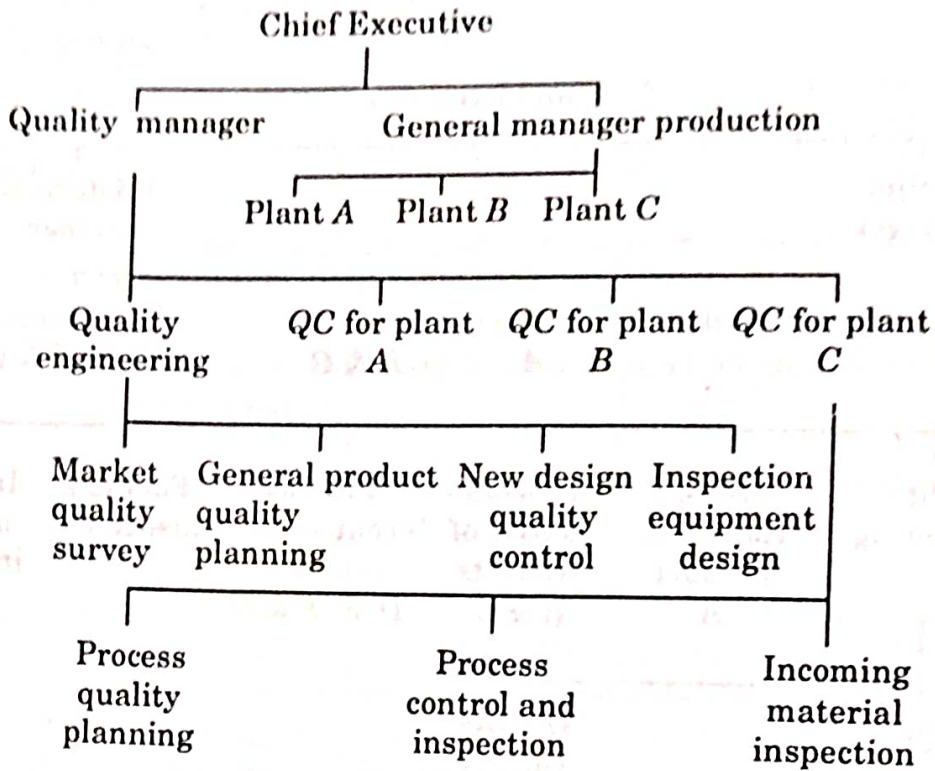 Chief Executive
Quality manager General manager production
Plant A Plant B Plant C
Quality engineering QC for plant A QC for plant B QC for plant C
Market quality survey General product quality planning New design quality control Inspection equipment design
Process quality planning Process control and inspection Incoming material inspection